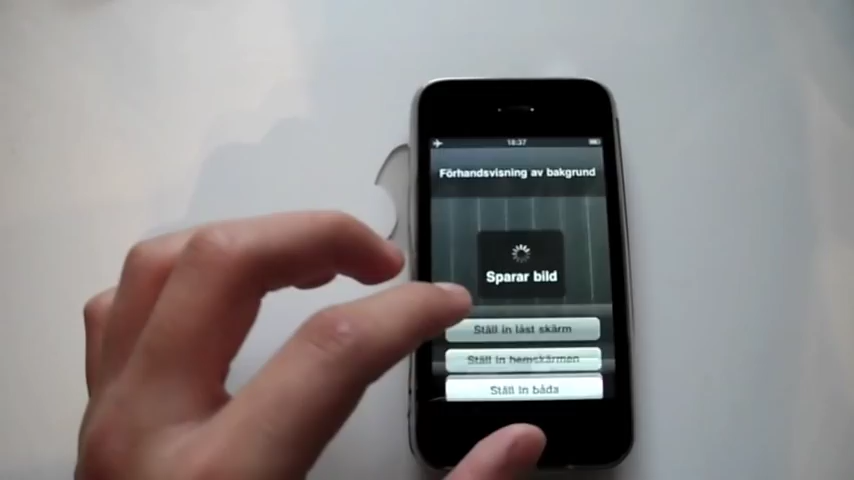 18:37
Förhandsvisning av bakgrund
Sparar bild
Ställ in låst skärm
Ställ in hemskärmen
Ställ in båda